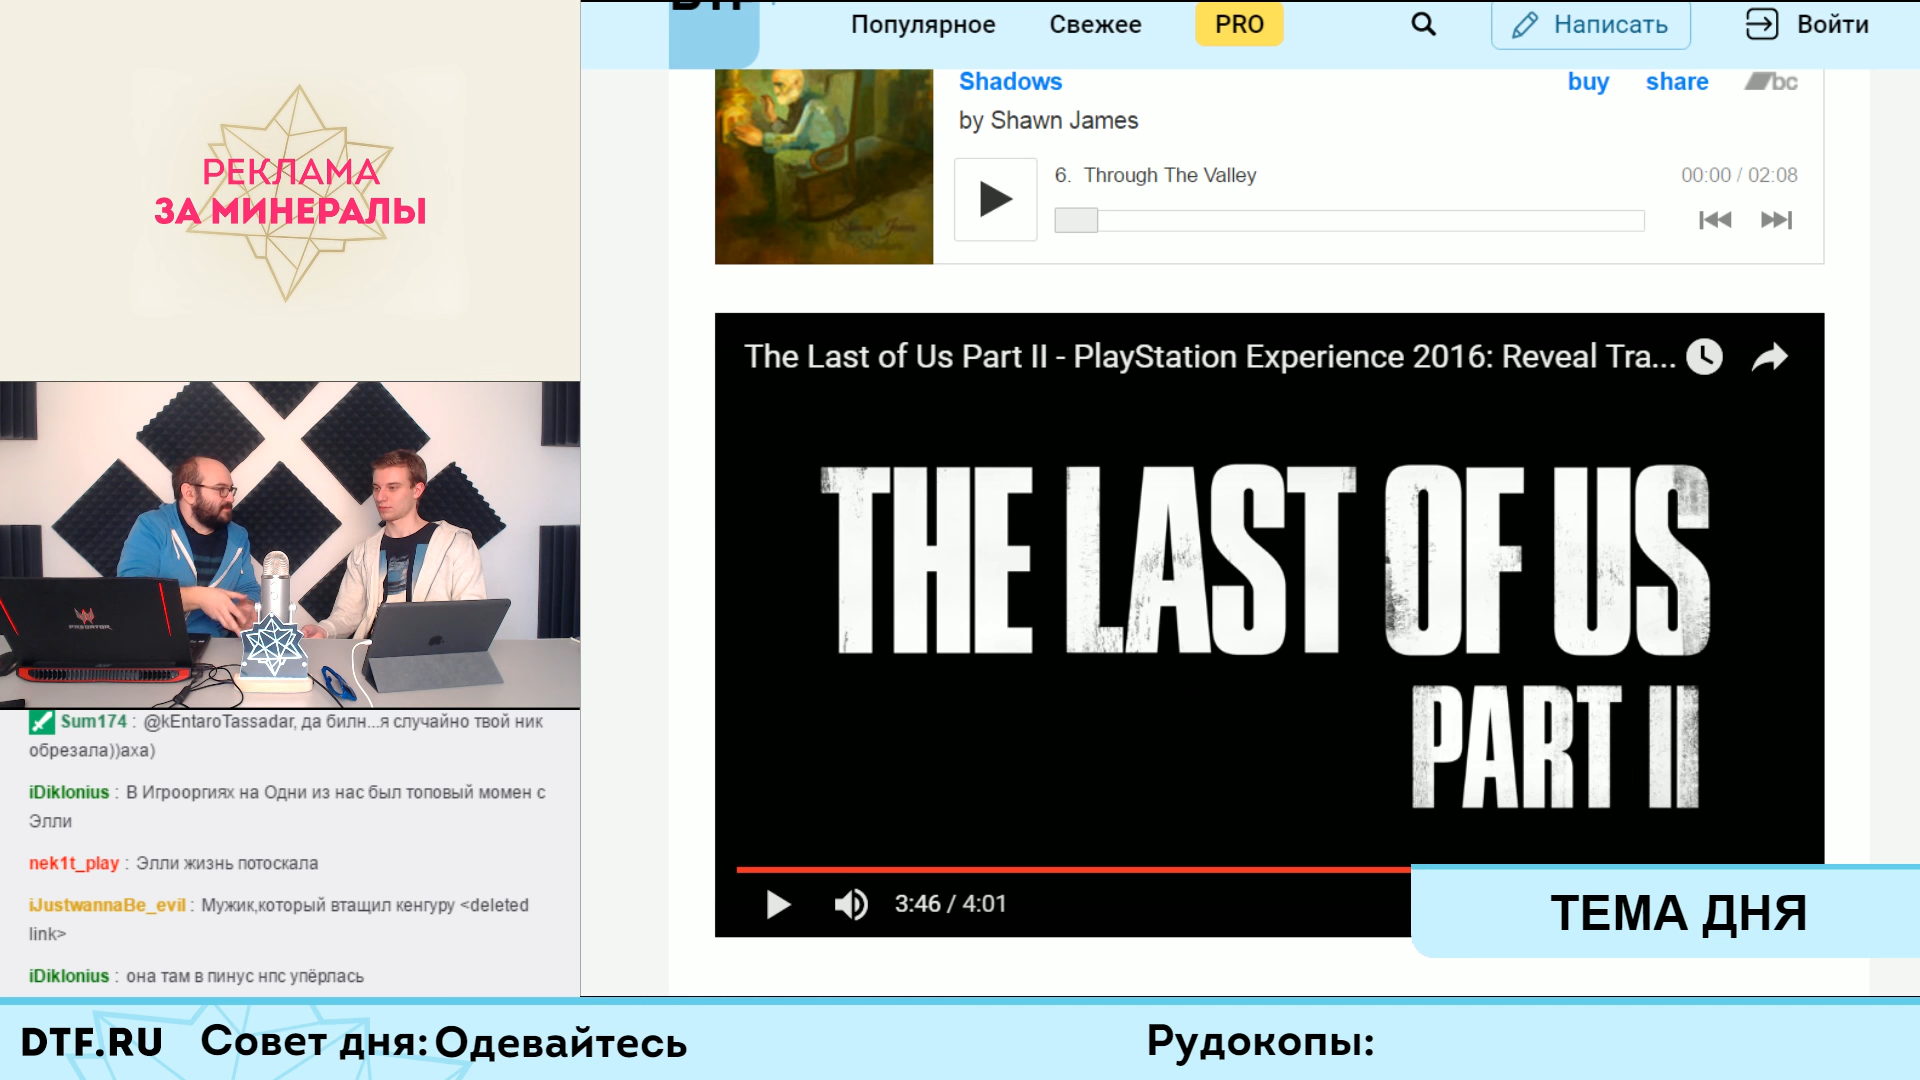 РЕКЛАМА
ЗА МИНЕРАЛЫ
PREDATOR
acer
Sum174 : @kEntaroTassadar, да билн...я случайно твой ник
обрезала))аха)
iDiklonius : В Игрооргиях на Одни из нас был топовый момен с
Элли
nek1t_play : Элли жизнь потоскала
iJustwannaBe_evil : Мужик,который втащил кенгуру <deleted
link>
iDiklonius : она там в пинус нпс упёрлась
DTF
Популярное Свежее PRO Написать Войти
Shadows buy share bc
by Shawn James
6. Through The Valley 00:00 / 02:08
The Last of Us Part II - PlayStation Experience 2016: Reveal Tra...
THE LAST OF US
PART II
3:46 / 4:01
ТЕМА ДНЯ
DTF.RU Совет дня: Одевайтесь Рудокопы: